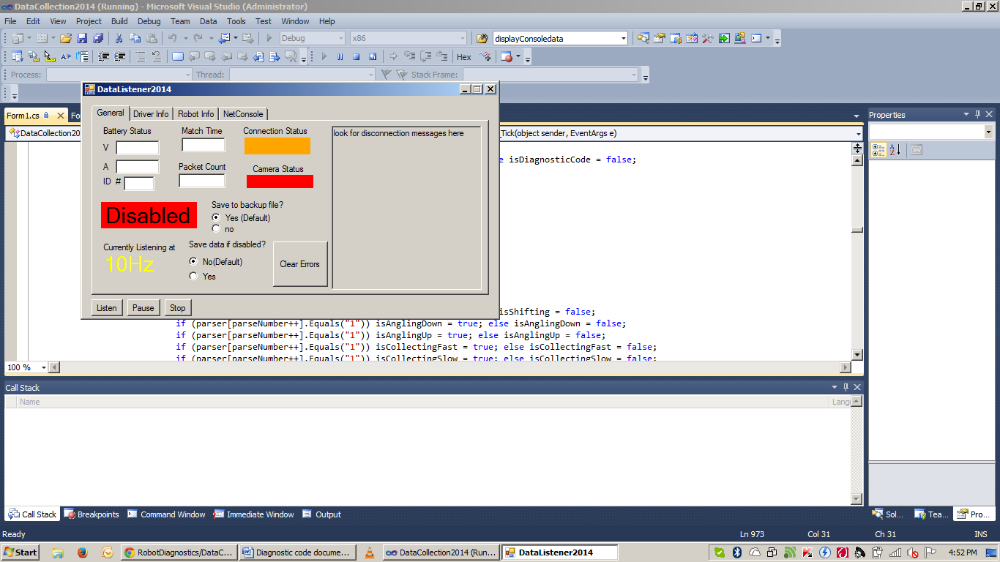 DataCollection2014 (Running) - Microsoft Visual Studio (Administrator)
File Edit View Project Build Debug Team Data Tools Test Window Help
Debug x86 displayConsoledata
Hex
Process: Thread: Stack Frame:
DataListener2014
Form1.cs Fo
Properties
General Driver Info Robot Info NetConsole
DataCollection20 _Tick(object sender, EventArgs e)
Battery Status Match Time Connection Status look for disconnection messages here
V
e isDiagnosticCode = false;
A Packet Count Camera Status
ID #
Disabled
Save to backup file?
Yes (Default)
no
Currently Listening at
10Hz
Save data if disabled?
No(Default)
Yes
Clear Errors
Listen Pause Stop
isShifting = false;
if (parser[parseNumber++].Equals("1")) isAnglingDown = true; else isAnglingDown = false;
if (parser[parseNumber++].Equals("1")) isAnglingUp = true; else isAnglingUp = false;
if (parser[parseNumber++].Equals("1")) isCollectingFast = true; else isCollectingFast = false;
if (parser[parseNumber++].Equals("1")) isCollectingSlow = true; else isCollectingSlow = false;
100 %
Call Stack
Name Langu
Call Stack Breakpoints Command Window Immediate Window Output Sol... Tea... Pro...
Ready Ln 973 Col 31 Ch 31 INS
Start RobotDiagnostics/DataC... Diagnostic code docume... DataCollection2014 (Run... DataListener2014 4:52 PM